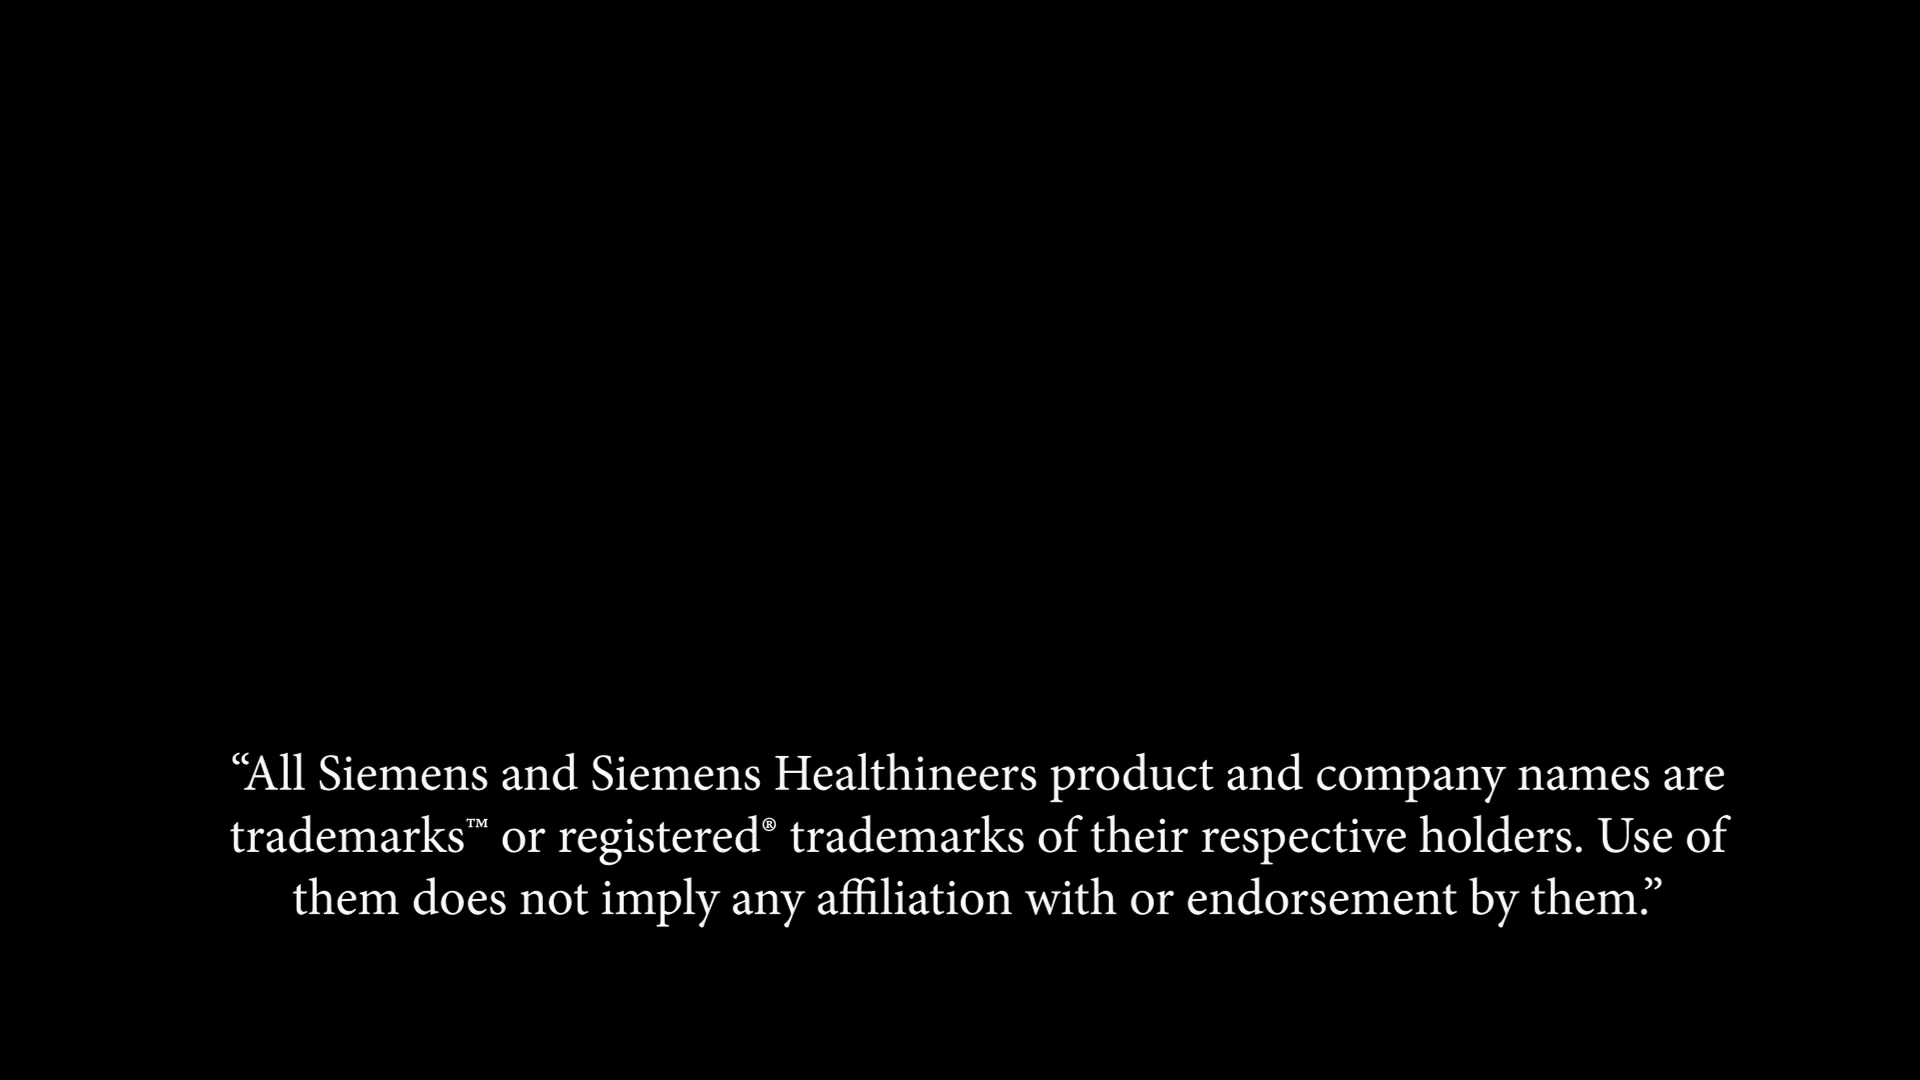 “All Siemens and Siemens Healthineers product and company names are
trademarks™ or registered® trademarks of their respective holders. Use of
them does not imply any affiliation with or endorsement by them.”